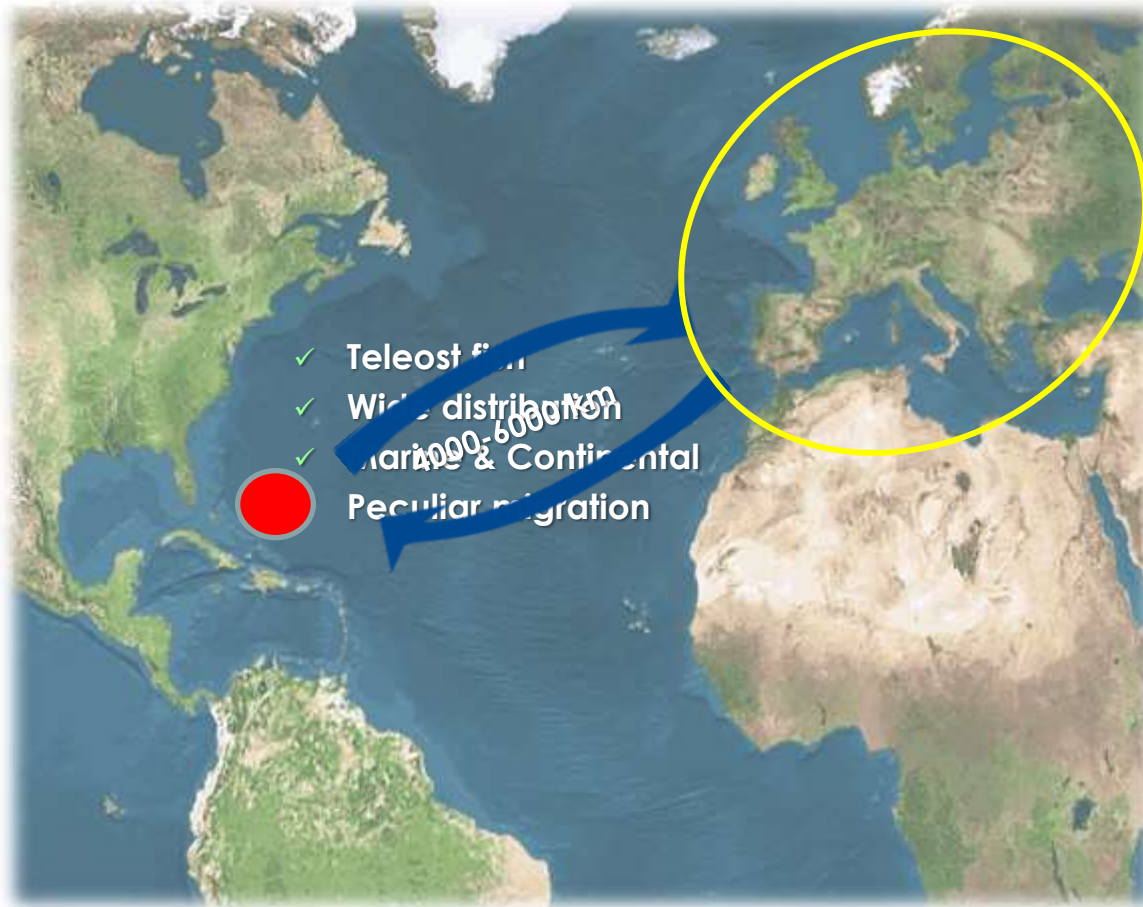 ✓ Teleost fish
✓ Wide distribution
4000-6000 km
✓ Marine & Continental
Peculiar migration